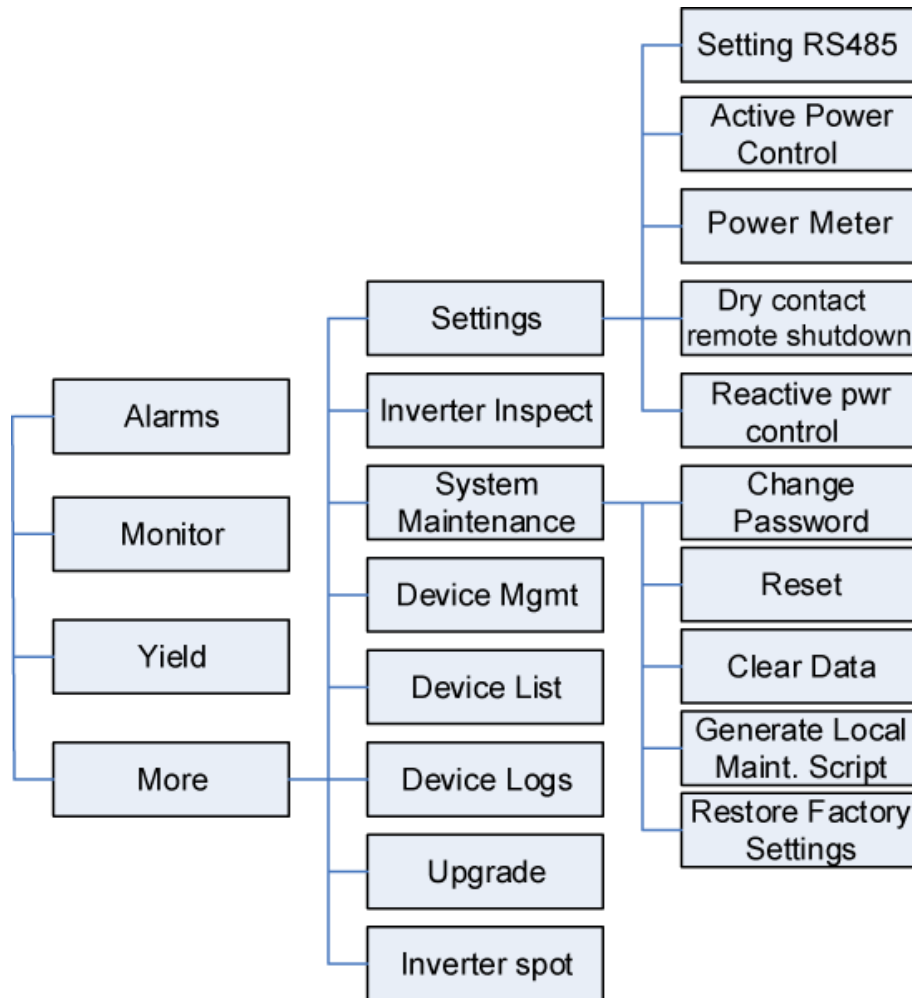 Alarms
Monitor
Yield
More
Settings
Inverter Inspect
System
Maintenance
Device Mgmt
Device List
Device Logs
Upgrade
Inverter spot
Setting RS485
Active Power
Control
Power Meter
Dry contact
remote shutdown
Reactive pwr
control
Change
Password
Reset
Clear Data
Generate Local
Maint. Script
Restore Factory
Settings